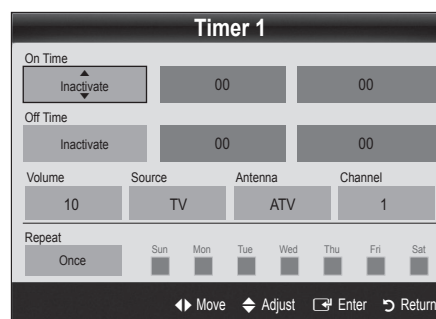 Timer 1
On Time
Inactivate 00 00
Off Time
Inactivate 00 00
Volume Source Antenna Channel
10 TV ATV 1
Repeat
Sun Mon Tue Wed Thu Fri Sat
Once
Move Adjust Enter Return